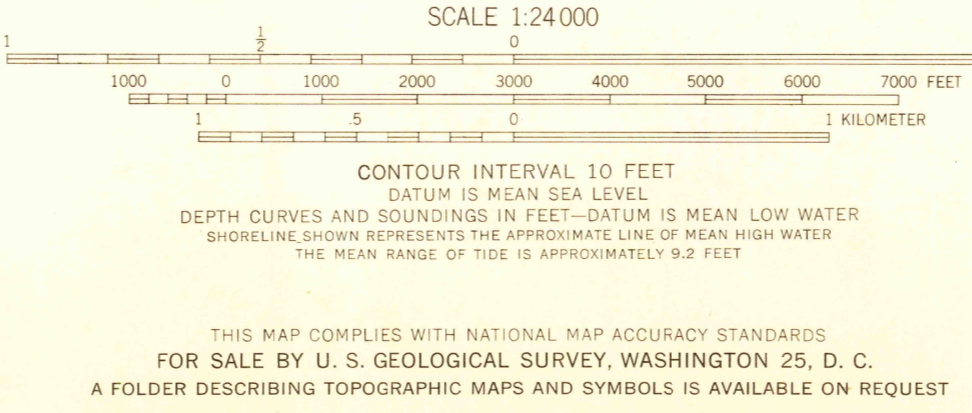 SCALE 1:24 000
1 ½ 0
1000 0 1000 2000 3000 4000 5000 6000 7000 FEET
1 .5 0 1 KILOMETER
CONTOUR INTERVAL 10 FEET
DATUM IS MEAN SEA LEVEL
DEPTH CURVES AND SOUNDINGS IN FEET—DATUM IS MEAN LOW WATER
SHORELINE SHOWN REPRESENTS THE APPROXIMATE LINE OF MEAN HIGH WATER
THE MEAN RANGE OF TIDE IS APPROXIMATELY 9.2 FEET
THIS MAP COMPLIES WITH NATIONAL MAP ACCURACY STANDARDS
FOR SALE BY U. S. GEOLOGICAL SURVEY, WASHINGTON 25, D. C.
A FOLDER DESCRIBING TOPOGRAPHIC MAPS AND SYMBOLS IS AVAILABLE ON REQUEST